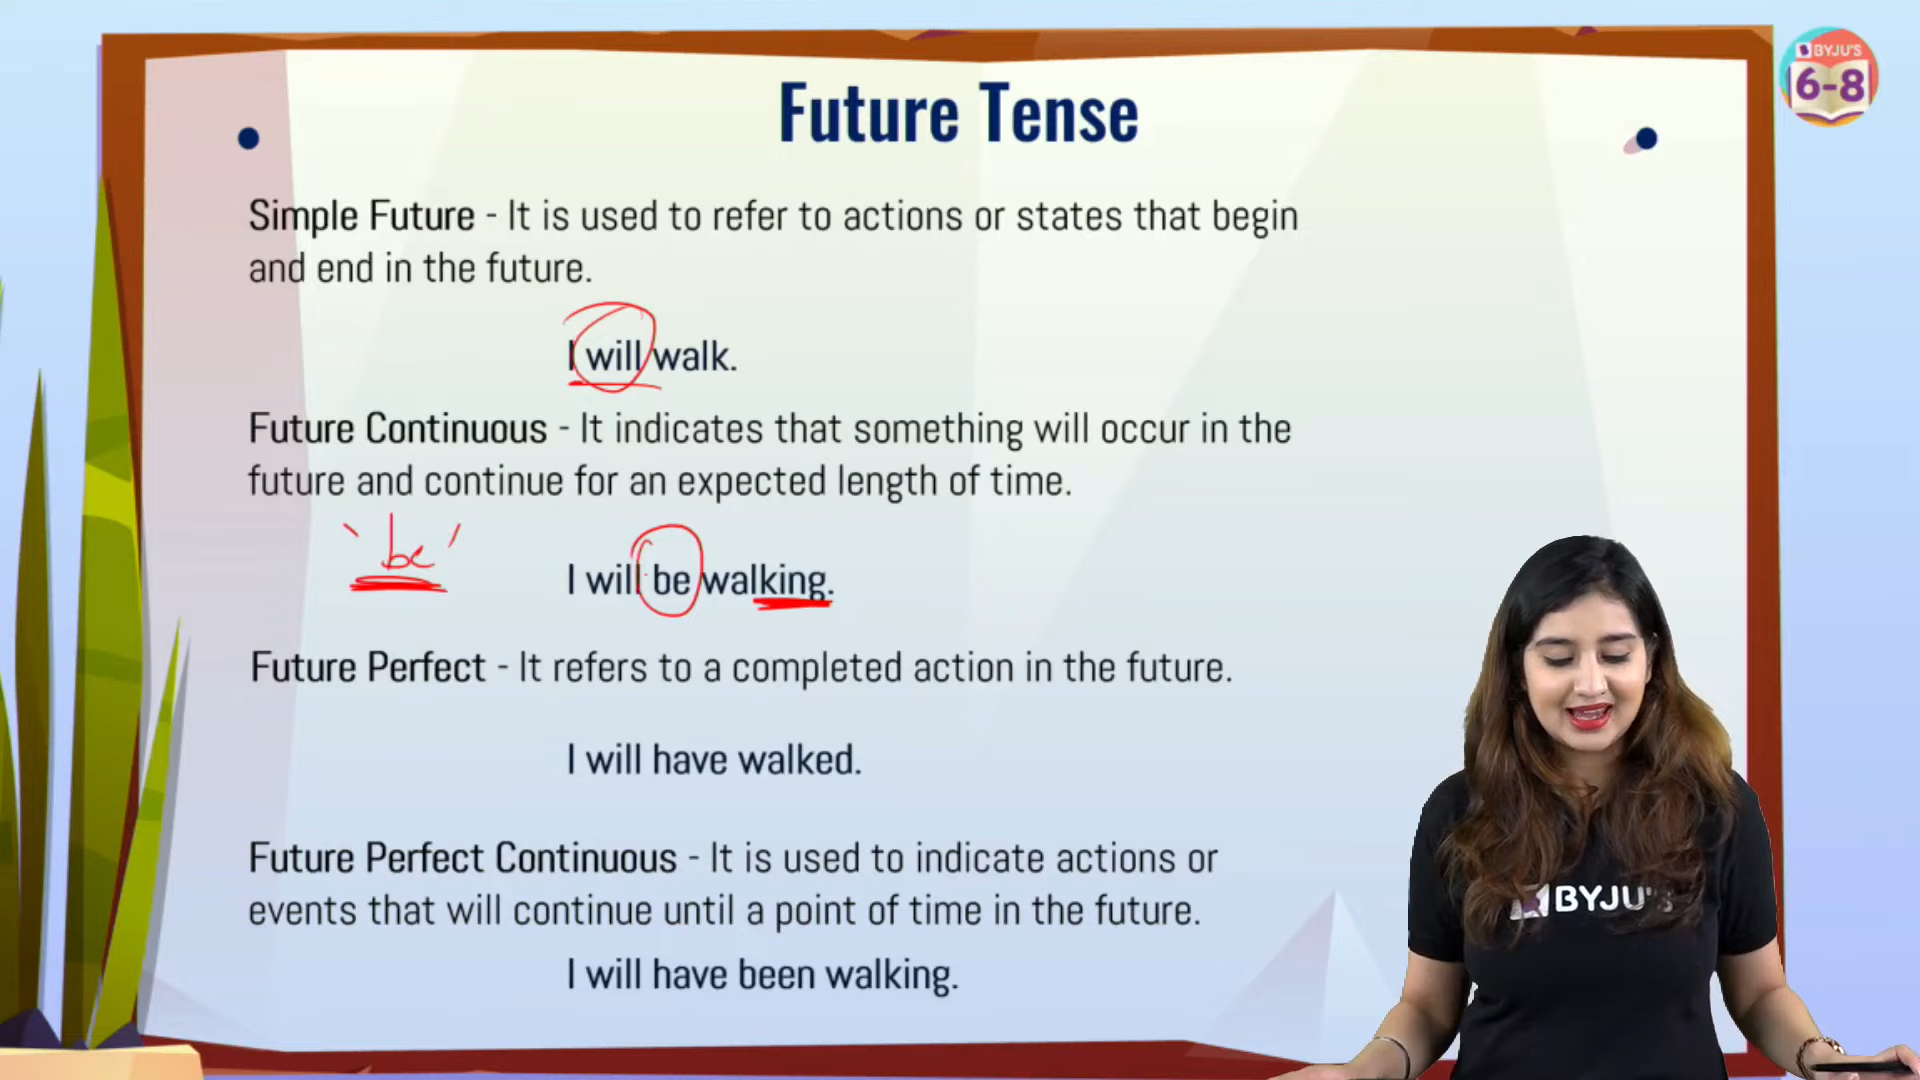 BYJU'S
6-8
Future Tense
Simple Future - It is used to refer to actions or states that begin
and end in the future.
I will walk.
Future Continuous - It indicates that something will occur in the
future and continue for an expected length of time.
'be'
I will be walking.
Future Perfect - It refers to a completed action in the future.
I will have walked.
Future Perfect Continuous - It is used to indicate actions or
events that will continue until a point of time in the future.
I will have been walking.
BYJU'S